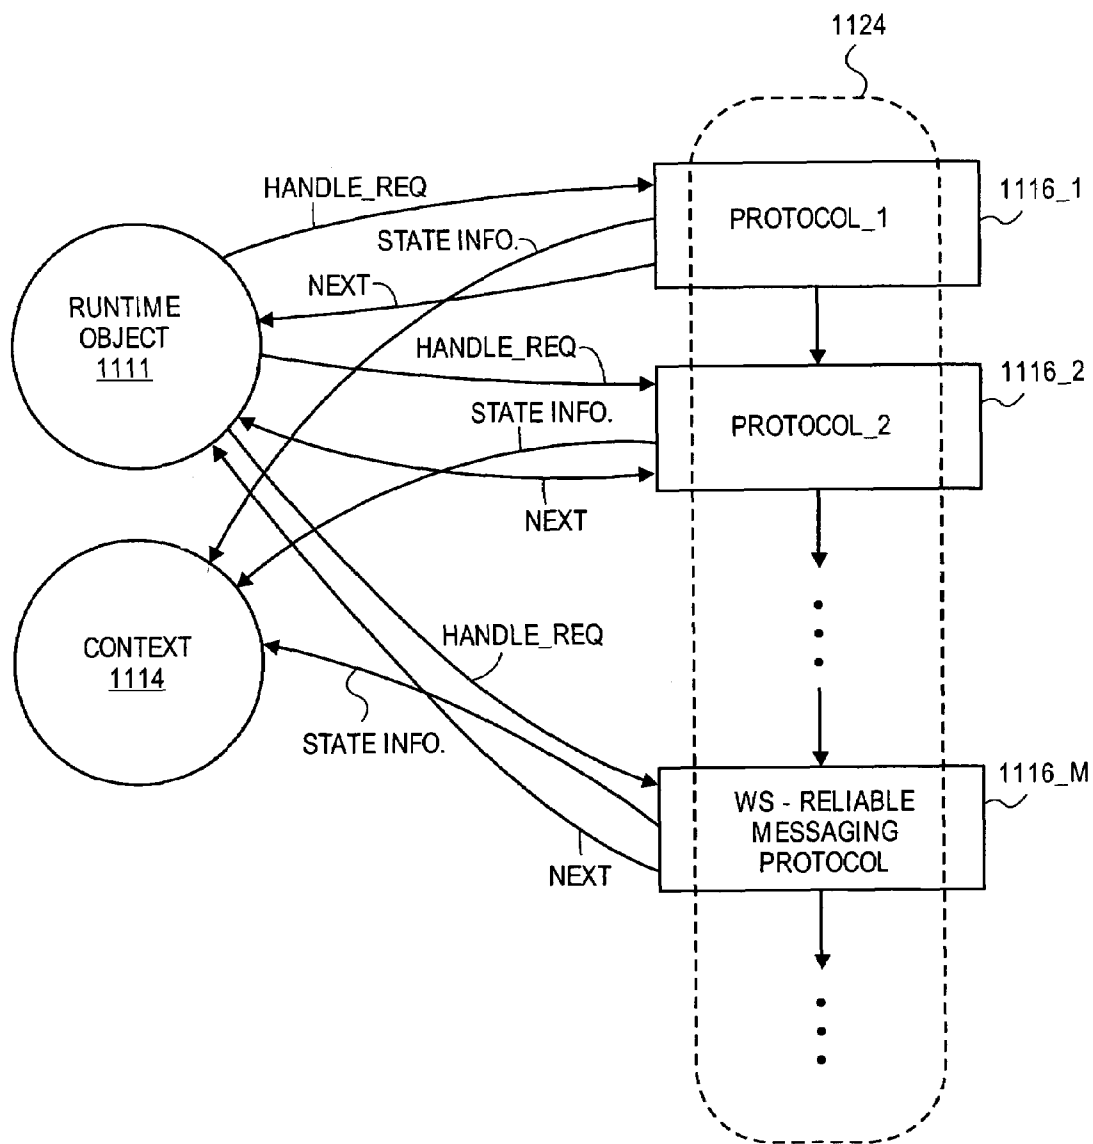 1124
HANDLE_REQ
1116_1
STATE INFO.
PROTOCOL_1
NEXT
RUNTIME
OBJECT
1111
HANDLE_REQ
1116_2
STATE INFO.
PROTOCOL_2
NEXT
HANDLE_REQ
CONTEXT
1114
STATE INFO.
1116_M
WS - RELIABLE
MESSAGING
PROTOCOL
NEXT